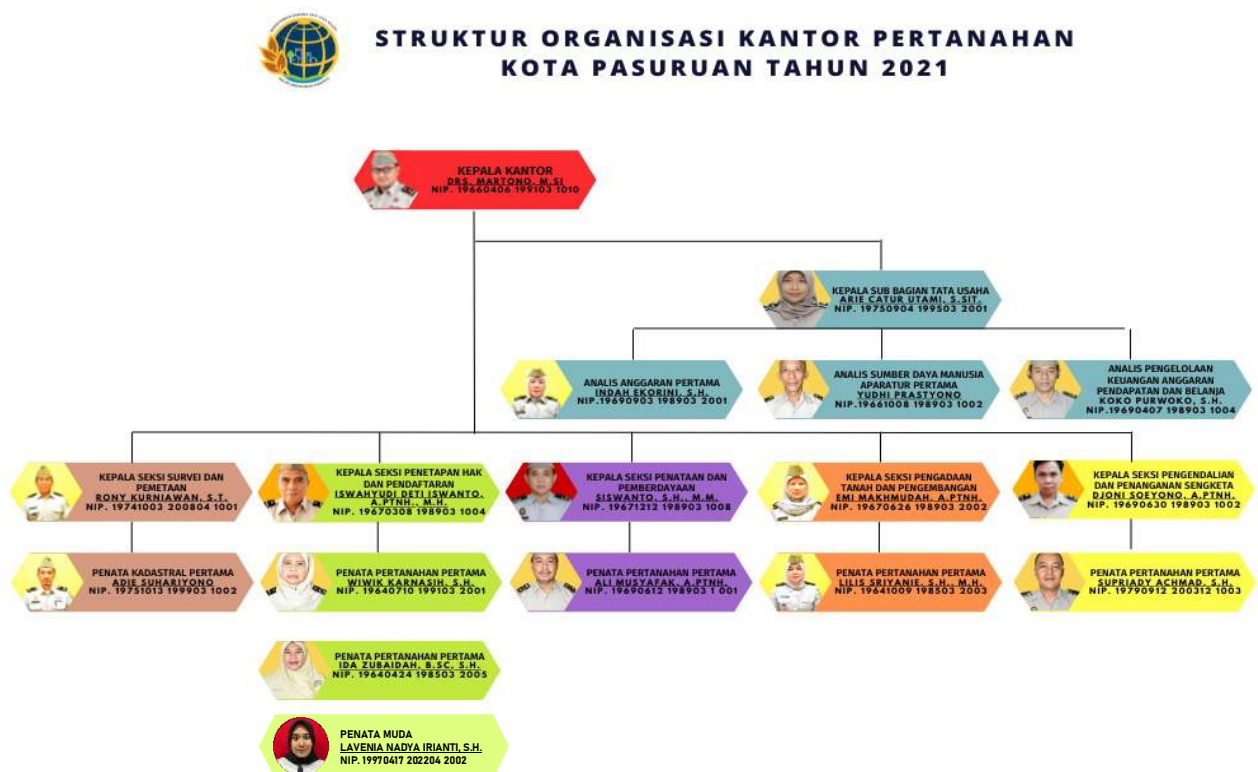 STRUKTUR ORGANISASI KANTOR PERTANAHAN
KOTA PASURUAN TAHUN 2021
KEPALA KANTOR
DRS. MARTONO, M.SI
NIP. 19660406 199103 1010
KEPALA SUB BAGIAN TATA USAHA
ARIE CATUR UTAMI, S.SIT.
NIP. 19750904 199503 2001
ANALIS ANGGARAN PERTAMA
INDAH EKORINI, S.H.
NIP.19690903 198903 2001
ANALIS SUMBER DAYA MANUSIA
APARATUR PERTAMA
YUDHI PRASTYONO
NIP.19661008 198903 1002
ANALIS PENGELOLAAN
KEUANGAN ANGGARAN
PENDAPATAN DAN BELANJA
KOKO PURWOKO, S.H.
NIP.19690407 198903 1004
KEPALA SEKSI SURVEI DAN
PEMETAAN
RONY KURNIAWAN, S.T.
NIP. 19741003 200804 1001
KEPALA SEKSI PENETAPAN HAK
DAN PENDAFTARAN
ISWAHYUDI DETI ISWANTO,
A.PTNH., M.H.
NIP. 19670308 198903 1004
KEPALA SEKSI PENATAAN DAN
PEMBERDAYAAN
SISWANTO, S.H., M.M.
NIP. 19671212 198903 1008
KEPALA SEKSI PENGADAAN
TANAH DAN PENGEMBANGAN
EMI MAKHMUDAH, A.PTNH.
NIP. 19670626 198903 2002
KEPALA SEKSI PENGENDALIAN
DAN PENANGANAN SENGKETA
DJONI SOEYONO, A.PTNH.
NIP. 19690630 198903 1002
PENATA KADASTRAL PERTAMA
ADIE SUHARIYONO
NIP. 19751013 199903 1002
PENATA PERTANAHAN PERTAMA
WIWIK KARNASIH, S.H.
NIP. 19640710 199103 2001
PENATA PERTANAHAN PERTAMA
ALI MUSYAFAK, A.PTNH.
NIP. 19690612 198903 1 001
PENATA PERTANAHAN PERTAMA
LILIS SRIYANIE, S.H., M.H.
NIP. 19641009 198503 2003
PENATA PERTANAHAN PERTAMA
SUPRIADY ACHMAD, S.H.
NIP. 19790912 200312 1003
PENATA PERTANAHAN PERTAMA
IDA ZUBAIDAH, B.SC, S.H.
NIP. 19640424 198503 2005
PENATA MUDA
LAVENIA NADYA IRIANTI, S.H.
NIP. 19970417 202204 2002